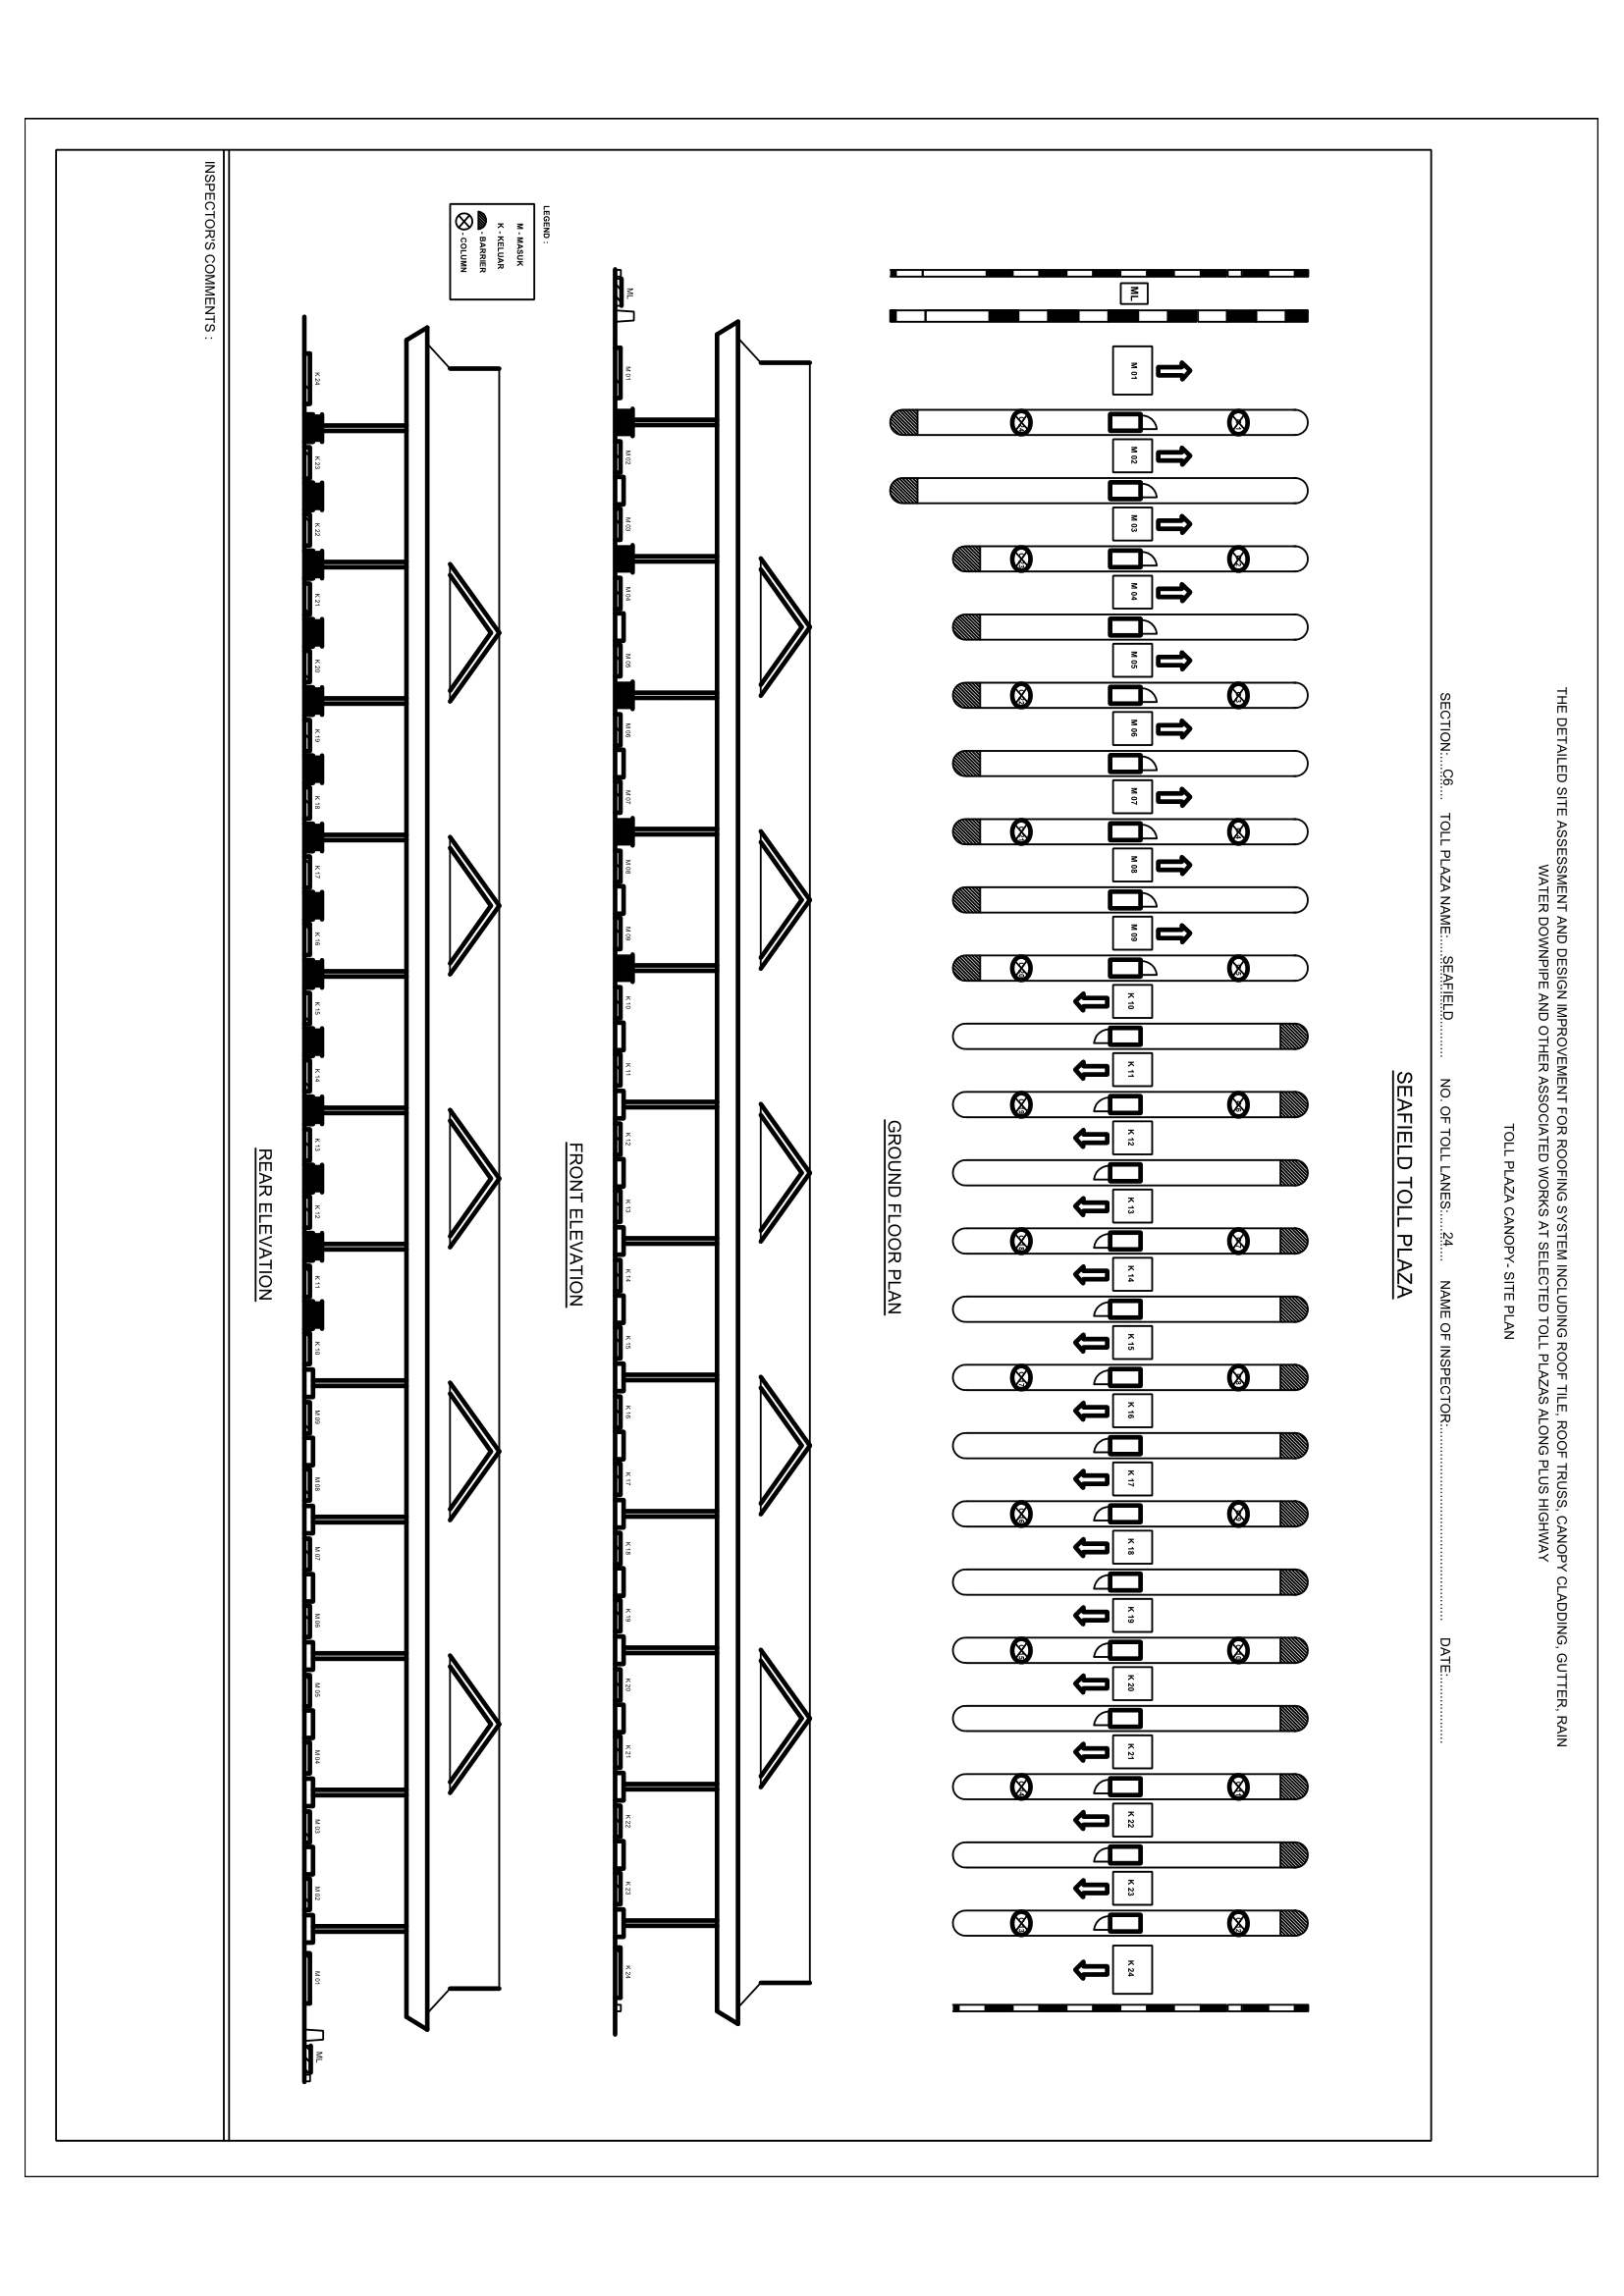 THE DETAILED SITE ASSESSMENT AND DESIGN IMPROVEMENT FOR ROOFING SYSTEM INCLUDING ROOF TILE, ROOF TRUSS, CANOPY CLADDING, GUTTER, RAIN
WATER DOWNPIPE AND OTHER ASSOCIATED WORKS AT SELECTED TOLL PLAZAS ALONG PLUS HIGHWAY
TOLL PLAZA CANOPY- SITE PLAN
SECTION:....C6.... TOLL PLAZA NAME:.....SEAFIELD.......... NO. OF TOLL LANES:.....24..... NAME OF INSPECTOR:.................................................. DATE:.........................
SEAFIELD TOLL PLAZA
ML M 01 M 02 M 03 M 04 M 05 M 06 M 07 M 08 M 09 K 10 K 11 K 12 K 13 K 14 K 15 K 16 K 17 K 18 K 19 K 20 K 21 K 22 K 23 K 24
GROUND FLOOR PLAN
ML M 01 M 02 M 03 M 04 M 05 M 06 M 07 M 08 M 09 K 10 K 11 K 12 K 13 K 14 K 15 K 16 K 17 K 18 K 19 K 20 K 21 K 22 K 23 K 24
FRONT ELEVATION
LEGEND :
M - MASUK
K - KELUAR
- BARRIER
- COLUMN
K 24 K 23 K 22 K 21 K 20 K 19 K 18 K 17 K 16 K 15 K 14 K 13 K 12 K 11 K 10 M 09 M 08 M 07 M 06 M 05 M 04 M 03 M 02 M 01 ML
REAR ELEVATION
INSPECTOR'S COMMENTS :